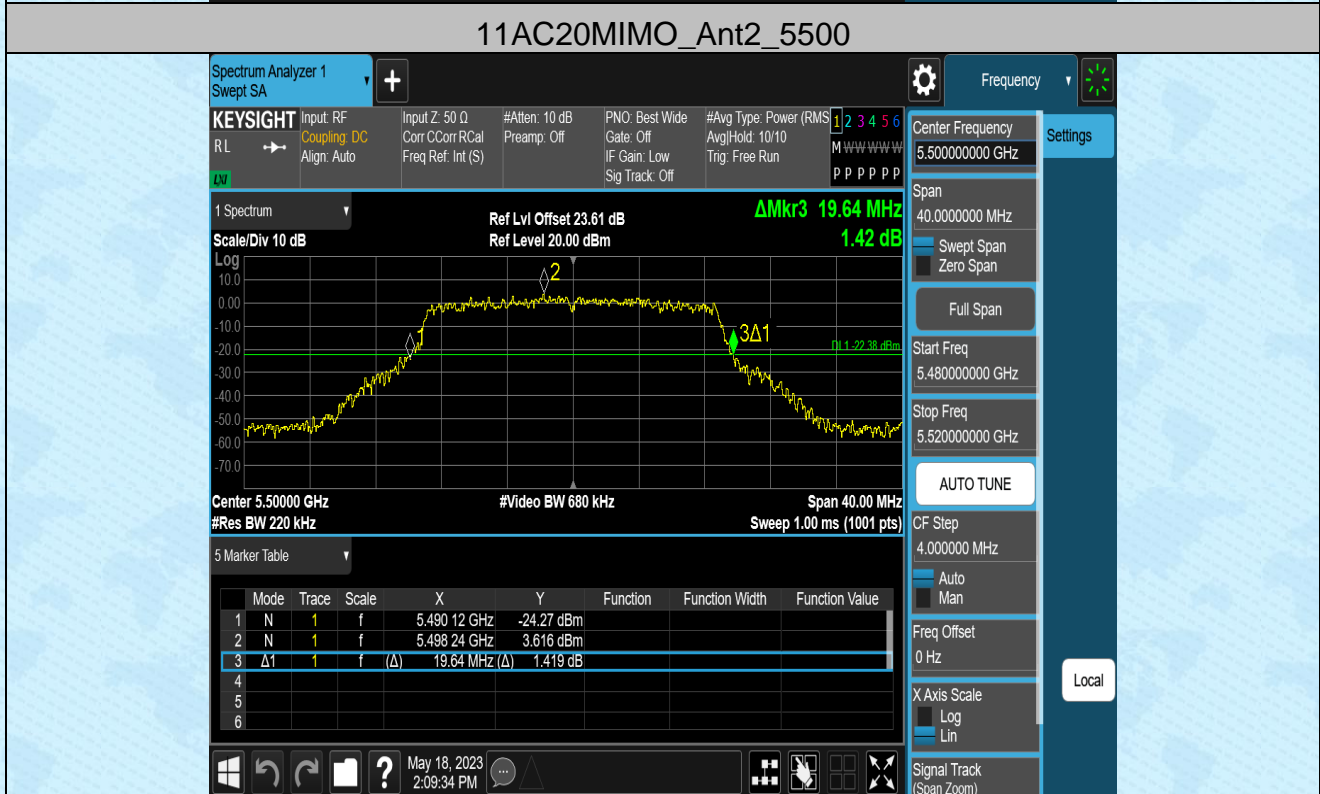 11AC20MIMO_Ant2_5500
Spectrum Analyzer 1
Swept SA
+
Frequency
KEYSIGHT
RL
LXI
Input: RF
Coupling: DC
Align: Auto
Input Z: 50 Ω
Corr CCorr RCal
Freq Ref: Int (S)
#Atten: 10 dB
Preamp: Off
PNO: Best Wide
Gate: Off
IF Gain: Low
Sig Track: Off
#Avg Type: Power (RMS
Avg|Hold: 10/10
Trig: Free Run
1 2 3 4 5 6
M W W W W W
P P P P P P
1 Spectrum
Scale/Div 10 dB
Ref Lvl Offset 23.61 dB
Ref Level 20.00 dBm
ΔMkr3 19.64 MHz
1.42 dB
Log
10.0
0.00
-10.0
-20.0
-30.0
-40.0
-50.0
-60.0
-70.0
1
2
3Δ1
DL1 -22.38 dBm
Center 5.50000 GHz
#Video BW 680 kHz
Span 40.00 MHz
#Res BW 220 kHz
Sweep 1.00 ms (1001 pts)
5 Marker Table
Mode Trace Scale X Y Function Function Width Function Value
1 N 1 f 5.490 12 GHz -24.27 dBm
2 N 1 f 5.498 24 GHz 3.616 dBm
3 Δ1 1 f (Δ) 19.64 MHz (Δ) 1.419 dB
4
5
6
?
May 18, 2023
2:09:34 PM
Center Frequency
5.500000000 GHz
Settings
Span
40.0000000 MHz
Swept Span
Zero Span
Full Span
Start Freq
5.480000000 GHz
Stop Freq
5.520000000 GHz
AUTO TUNE
CF Step
4.000000 MHz
Auto
Man
Freq Offset
0 Hz
Local
X Axis Scale
Log
Lin
Signal Track
(Span Zoom)